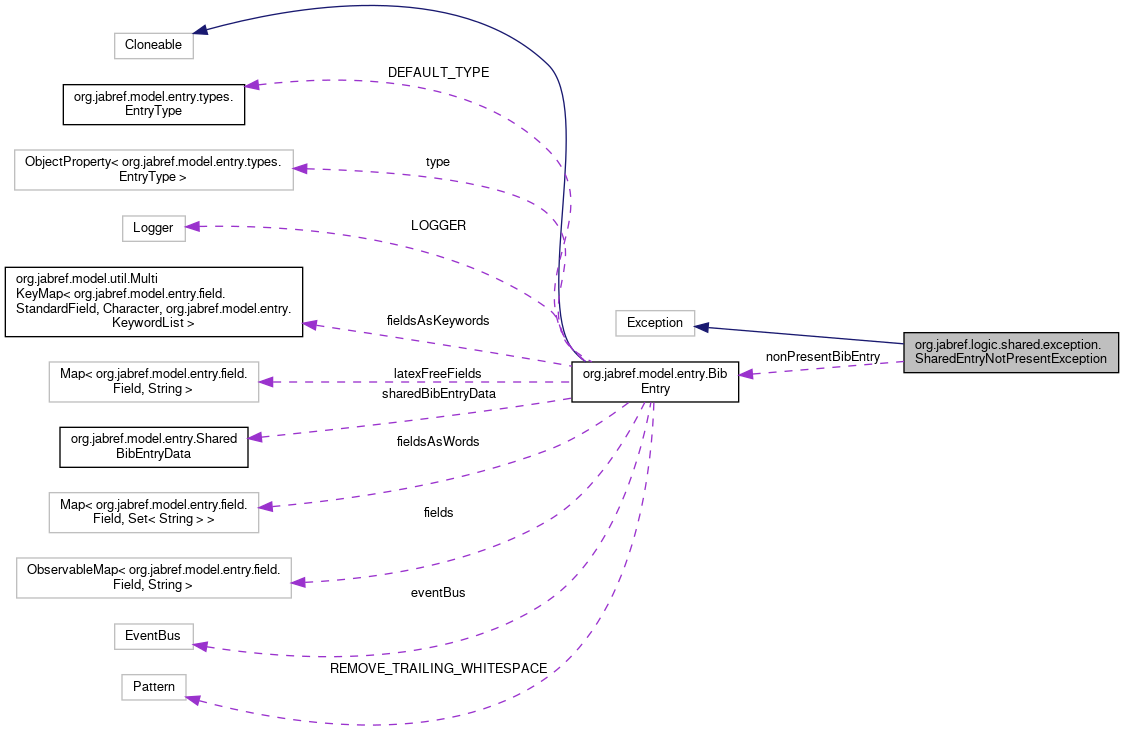 Cloneable
DEFAULT_TYPE
org.jabref.model.entry.types.
EntryType
type
ObjectProperty< org.jabref.model.entry.types.
EntryType >
LOGGER
Logger
org.jabref.model.util.Multi
KeyMap< org.jabref.model.entry.field.
StandardField, Character, org.jabref.model.entry.
KeywordList >
fieldsAsKeywords
Exception
org.jabref.logic.shared.exception.
SharedEntryNotPresentException
nonPresentBibEntry
org.jabref.model.entry.Bib
Entry
latexFreeFields
Map< org.jabref.model.entry.field.
Field, String >
sharedBibEntryData
org.jabref.model.entry.Shared
BibEntryData
fieldsAsWords
Map< org.jabref.model.entry.field.
Field, Set< String > >
fields
ObservableMap< org.jabref.model.entry.field.
Field, String >
eventBus
EventBus
REMOVE_TRAILING_WHITESPACE
Pattern